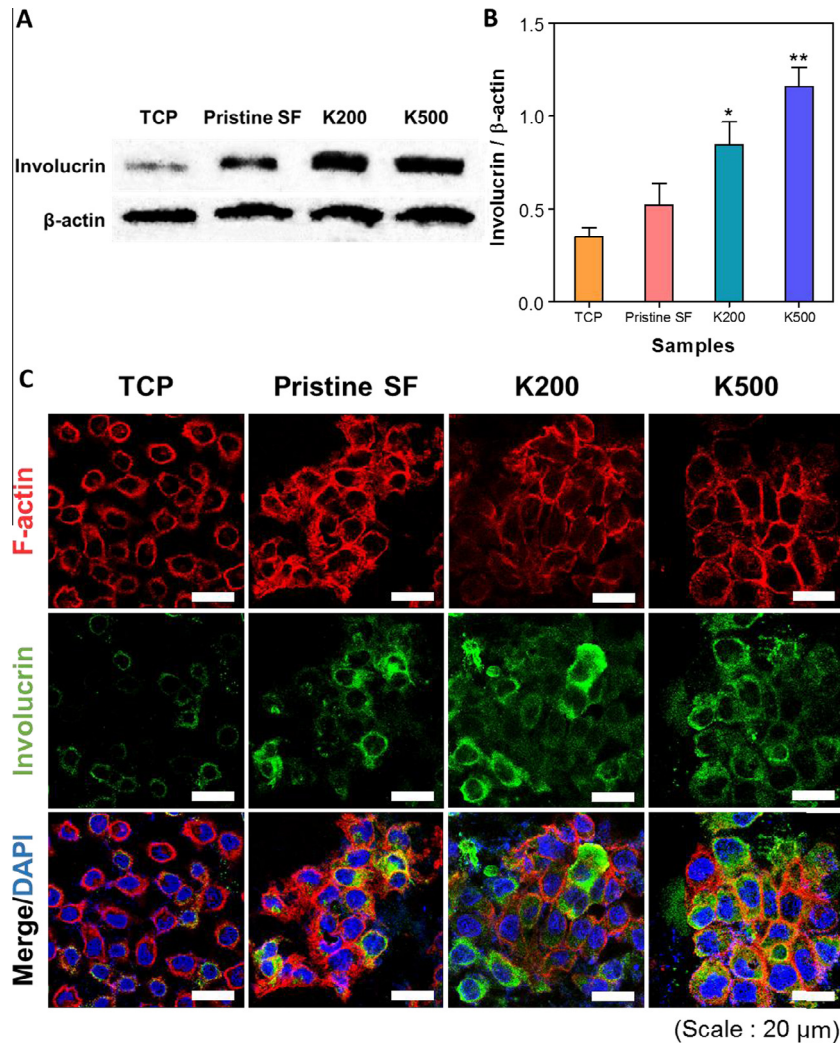 A
TCP Pristine SF K200 K500
Involucrin
β-actin
B
Involucrin / β-actin
1.5
1.0
0.5
0.0
*
**
TCP Pristine SF K200 K500
Samples
C
TCP Pristine SF K200 K500
F-actin
Involucrin
Merge/DAPI
(Scale : 20 μm)